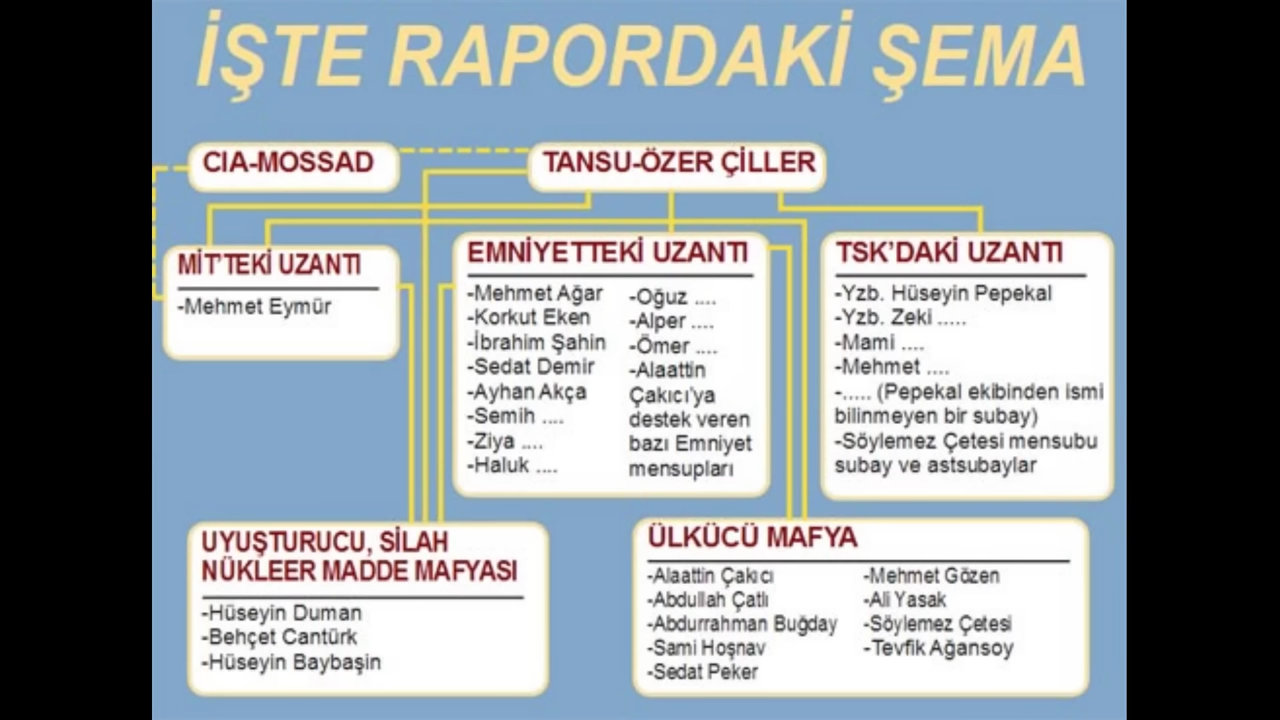 İŞTE RAPORDAKİ ŞEMA
CIA-MOSSAD
TANSU-ÖZER ÇİLLER
MİT'TEKİ UZANTI
-Mehmet Eymür
EMNİYETTEKİ UZANTI
-Mehmet Ağar
-Korkut Eken
-İbrahim Şahin
-Sedat Demir
-Ayhan Akça
-Semih ....
-Ziya ....
-Haluk ....
-Oğuz ....
-Alper ....
-Ömer ....
-Alaattin
Çakıcı'ya
destek veren
bazı Emniyet
mensupları
TSK'DAKİ UZANTI
-Yzb. Hüseyin Pepekal
-Yzb. Zeki .....
-Mami ....
-Mehmet ....
-..... (Pepekal ekibinden ismi
bilinmeyen bir subay)
-Söylemez Çetesi mensubu
subay ve astsubaylar
UYUŞTURUCU, SİLAH
NÜKLEER MADDE MAFYASI
-Hüseyin Duman
-Behçet Cantürk
-Hüseyin Baybaşin
ÜLKÜCÜ MAFYA
-Alaattin Çakıcı
-Abdullah Çatlı
-Abdurrahman Buğday
-Sami Hoşnav
-Sedat Peker
-Mehmet Gözen
-Ali Yasak
-Söylemez Çetesi
-Tevfik Ağansoy